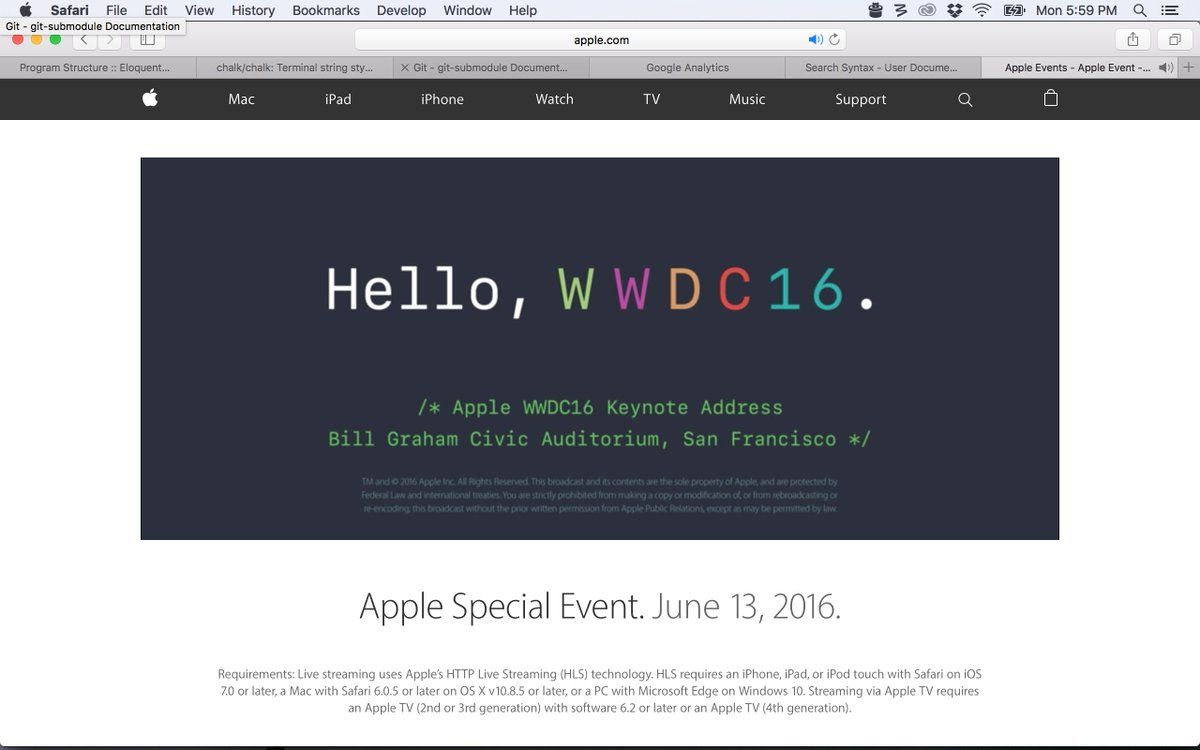 Safari File Edit View History Bookmarks Develop Window Help Mon 5:59 PM
Git - git-submodule Documentation
apple.com
Program Structure :: Eloquent... chalk/chalk: Terminal string sty... Git - git-submodule Document... Google Analytics Search Syntax - User Docume... Apple Events - Apple Event -...
Mac iPad iPhone Watch TV Music Support
Hello, WWDC16.
/* Apple WWDC16 Keynote Address
Bill Graham Civic Auditorium, San Francisco */
TM and © 2016 Apple Inc. All Rights Reserved. This broadcast and its contents are the sole property of Apple, and are protected by
Federal Law and international treaties. You are strictly prohibited from making a copy or modification of, or from rebroadcasting or
re-encoding, this broadcast without the prior written permission from Apple Public Relations, except as may be permitted by law.
Apple Special Event. June 13, 2016.
Requirements: Live streaming uses Apple's HTTP Live Streaming (HLS) technology. HLS requires an iPhone, iPad, or iPod touch with Safari on iOS
7.0 or later, a Mac with Safari 6.0.5 or later on OS X v10.8.5 or later, or a PC with Microsoft Edge on Windows 10. Streaming via Apple TV requires
an Apple TV (2nd or 3rd generation) with software 6.2 or later or an Apple TV (4th generation).